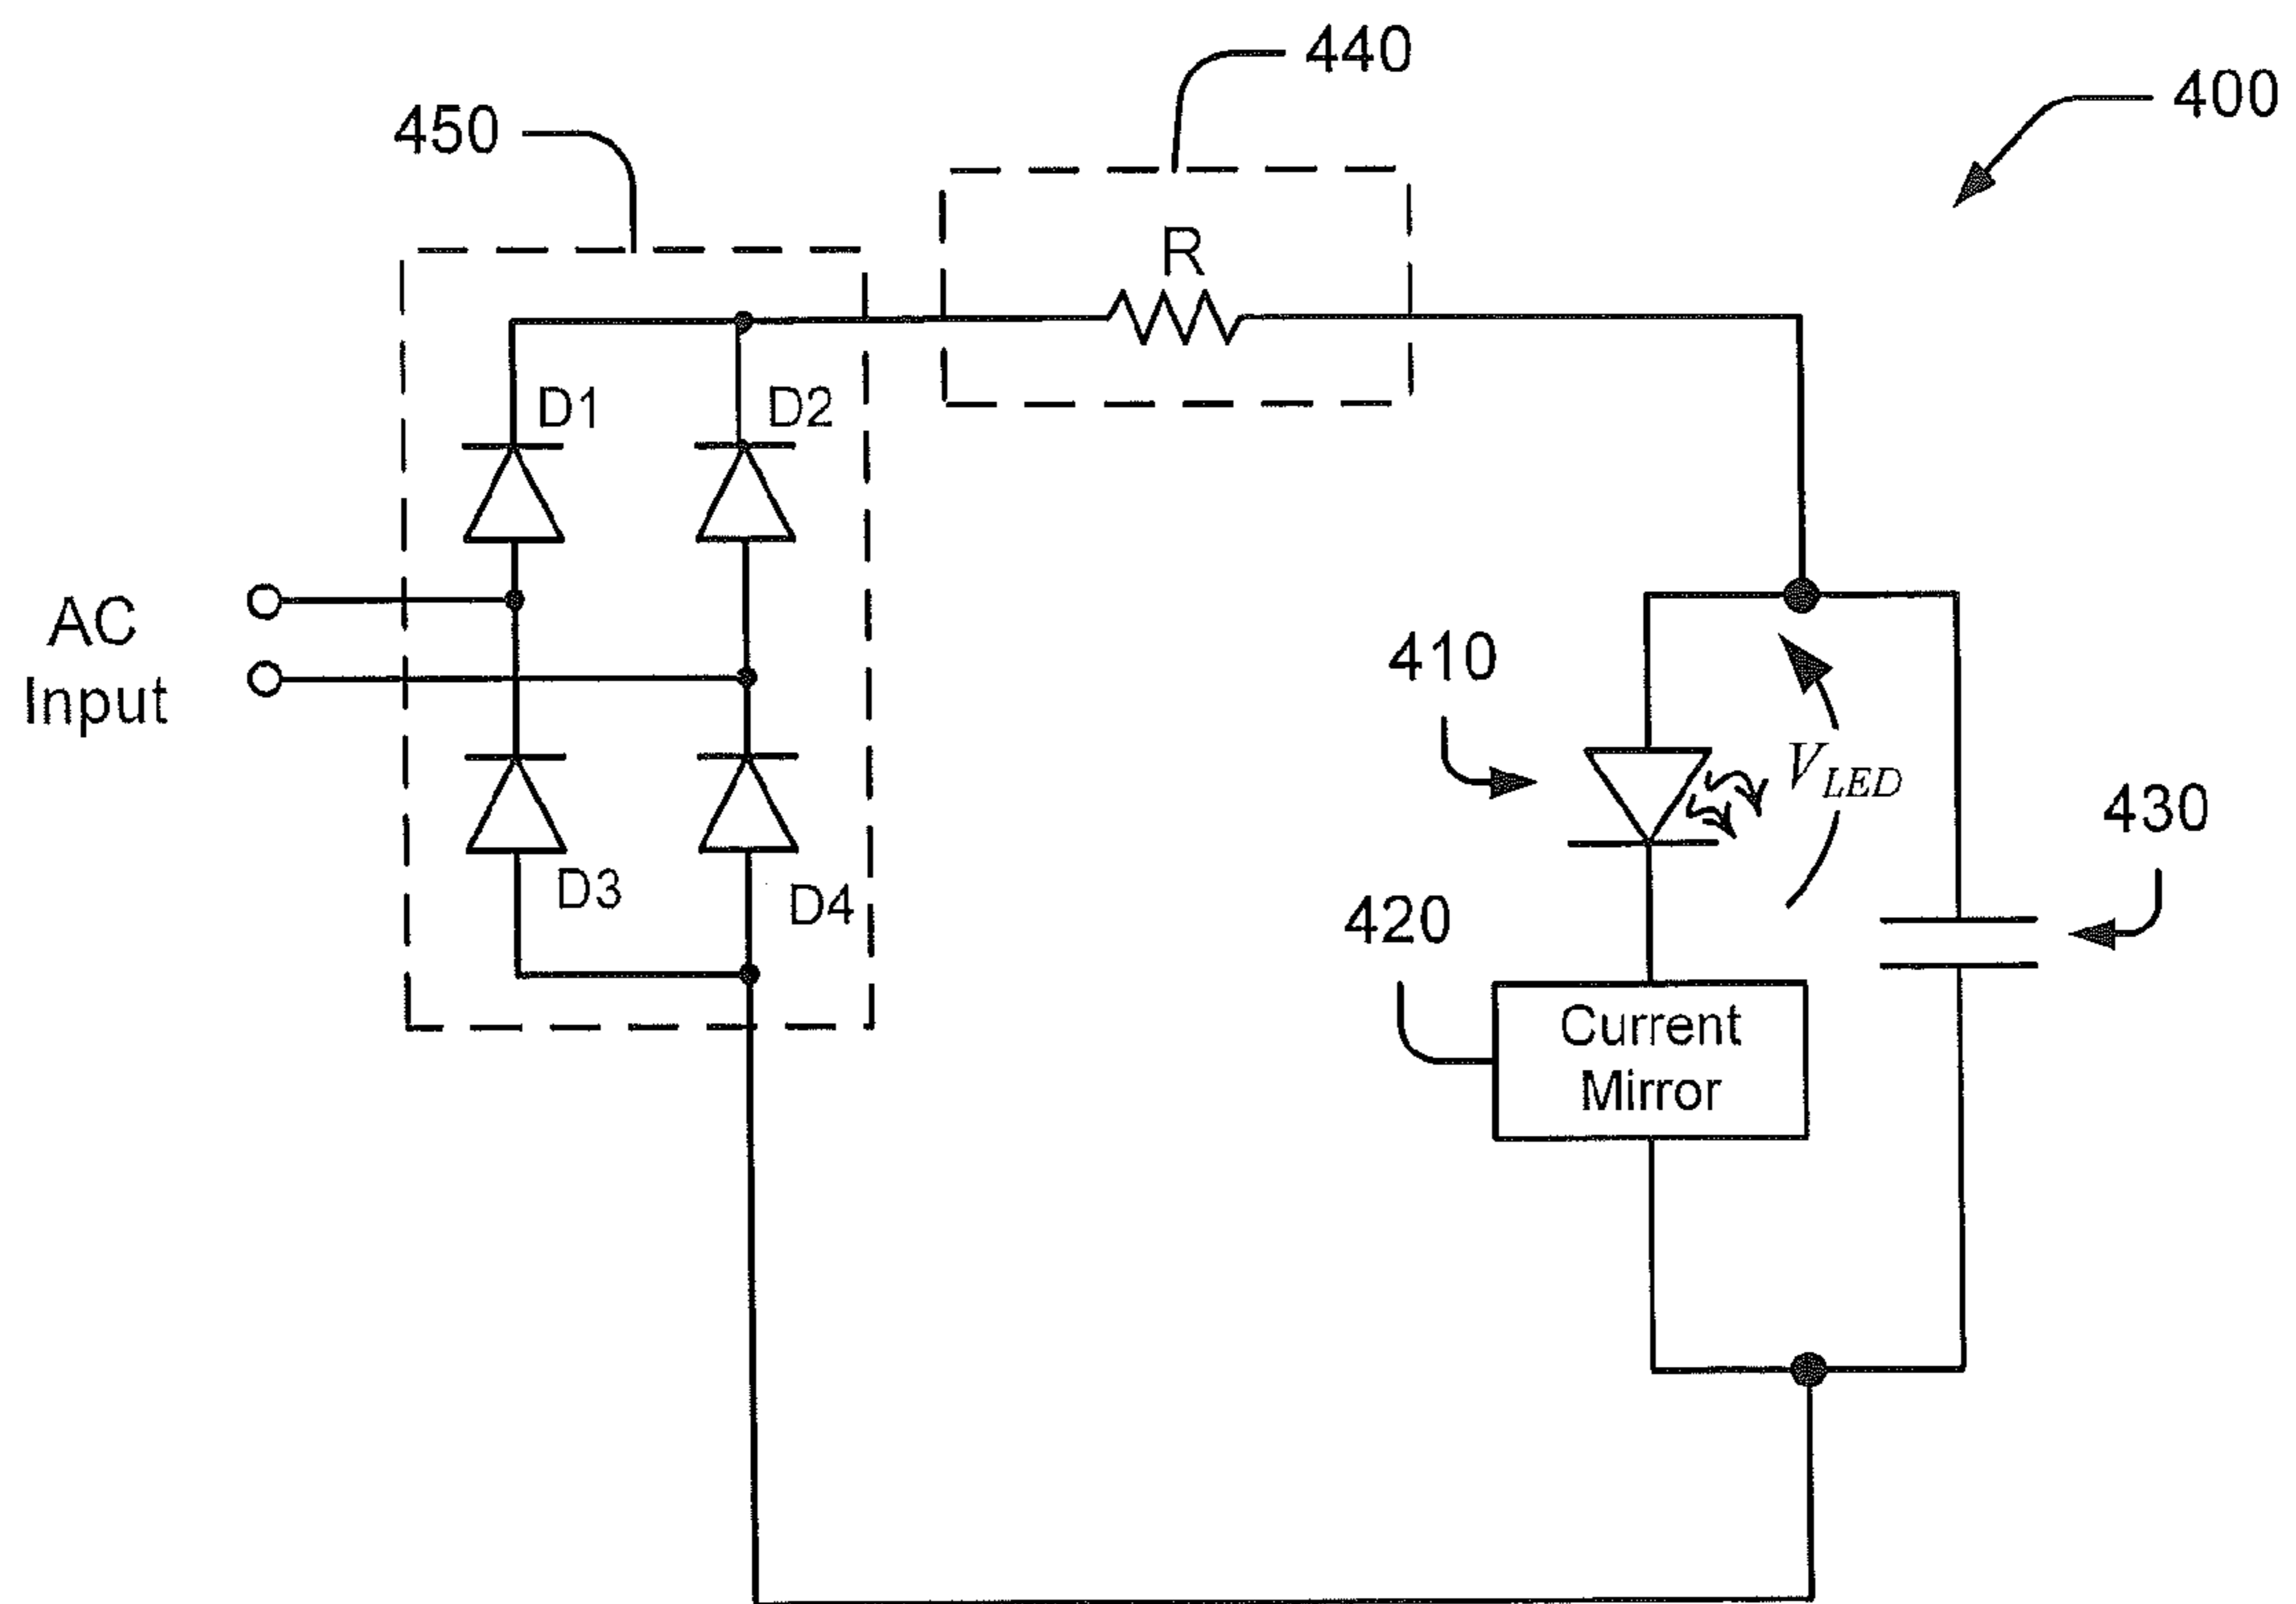 440
400
450
R
D1
D2
AC
Input
410
V_LED
430
D3
D4
420
Current
Mirror